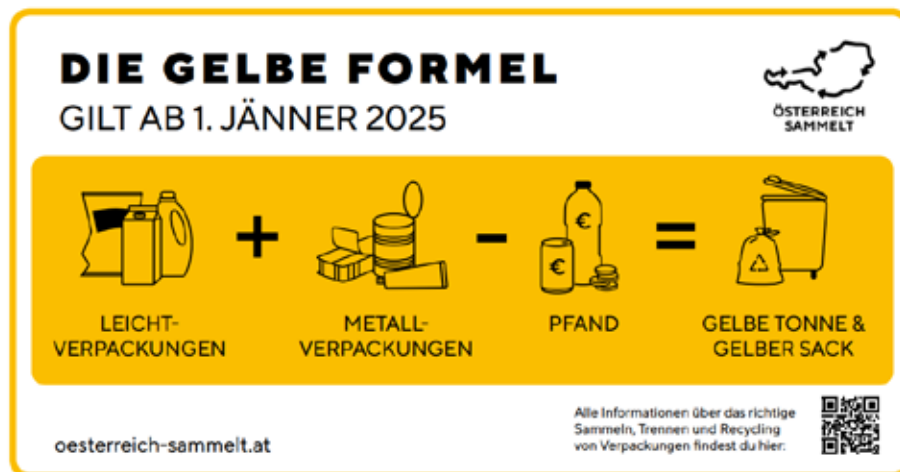 DIE GELBE FORMEL
GILT AB 1. JÄNNER 2025
ÖSTERREICH
SAMMELT
+
-
=
€
€
LEICHT-
VERPACKUNGEN
METALL-
VERPACKUNGEN
PFAND
GELBE TONNE &
GELBER SACK
oesterreich-sammelt.at
Alle Informationen über das richtige
Sammeln, Trennen und Recycling
von Verpackungen findest du hier: